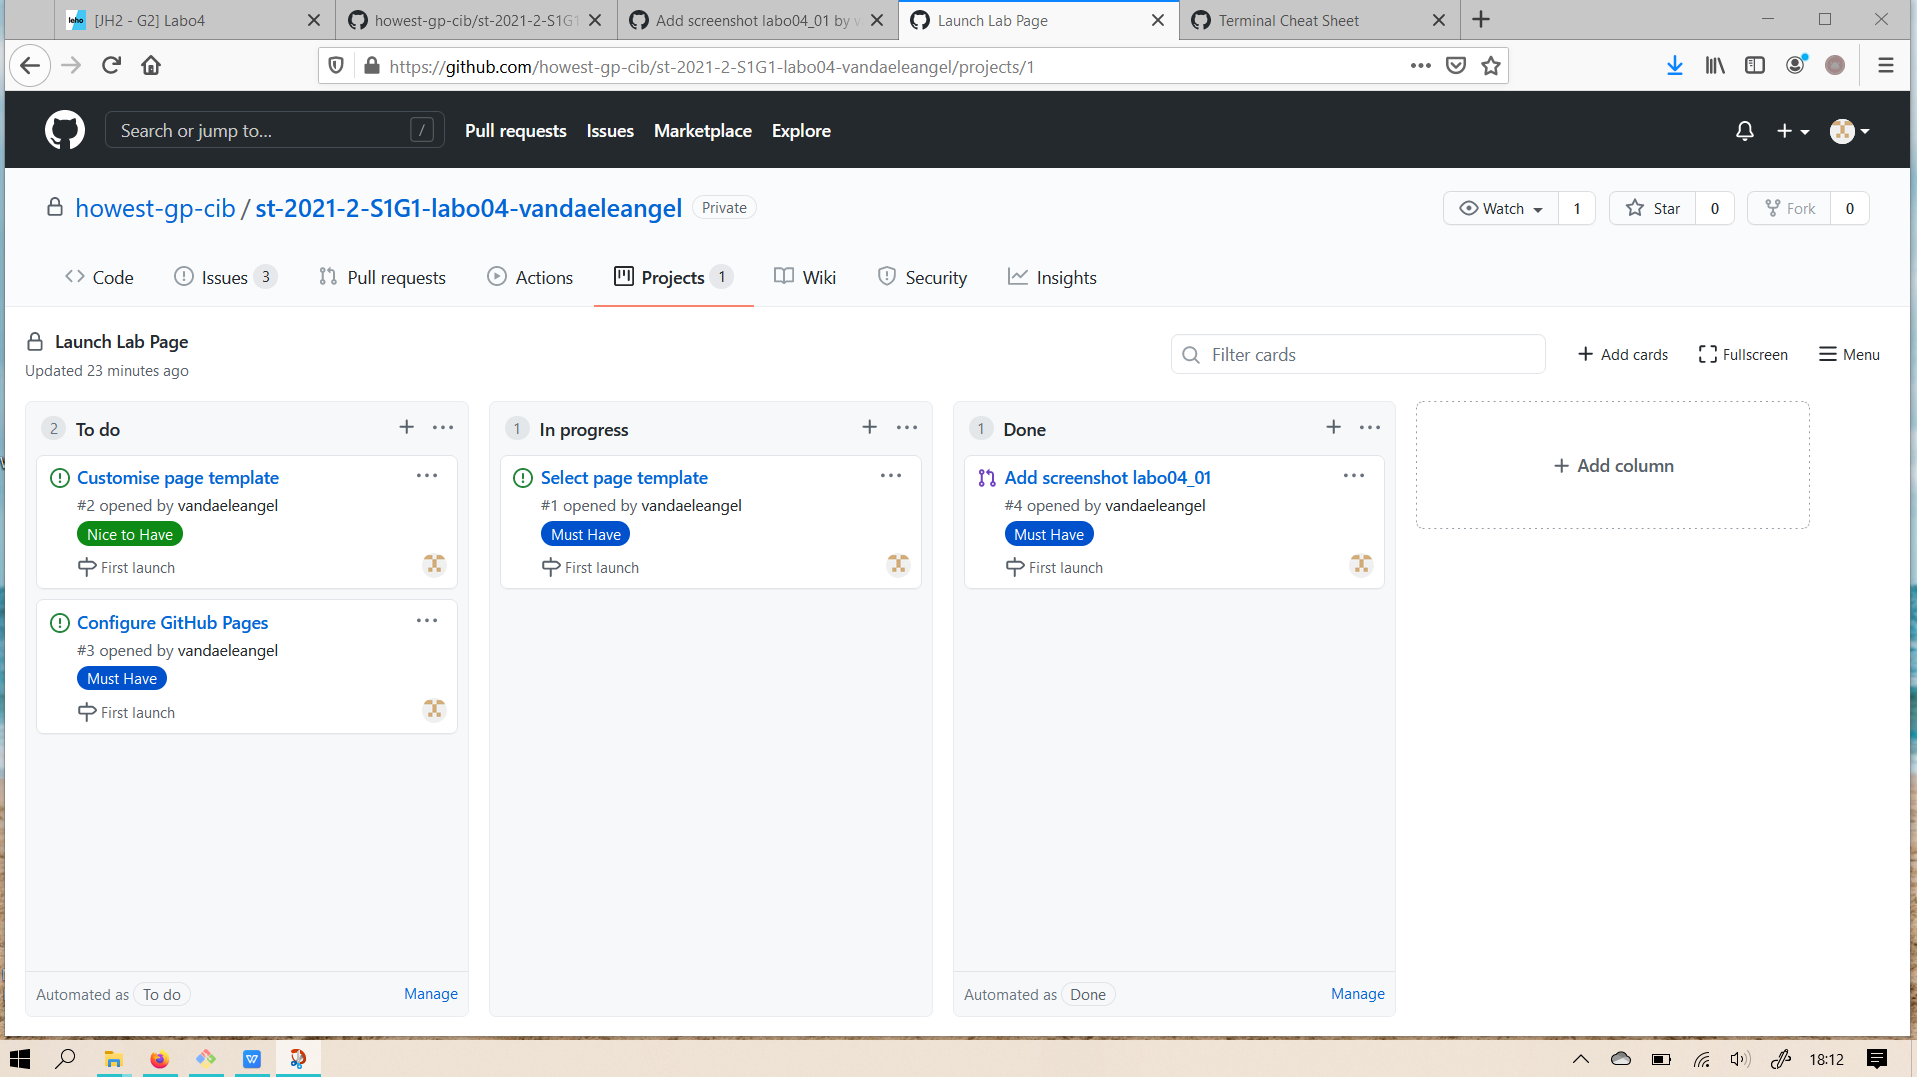 leho [JH2 - G2] Labo4
howest-gp-cib/st-2021-2-S1G1
Add screenshot labo04_01 by v
Launch Lab Page
Terminal Cheat Sheet
https://github.com/howest-gp-cib/st-2021-2-S1G1-labo04-vandaeleangel/projects/1
Search or jump to... /
Pull requests Issues Marketplace Explore
howest-gp-cib / st-2021-2-S1G1-labo04-vandaeleangel Private
Watch 1 Star 0 Fork 0
Code Issues 3 Pull requests Actions Projects 1 Wiki Security Insights
Launch Lab Page
Updated 23 minutes ago
Filter cards
Add cards Fullscreen Menu
2 To do
Customise page template
#2 opened by vandaeleangel
Nice to Have
First launch
Configure GitHub Pages
#3 opened by vandaeleangel
Must Have
First launch
Automated as To do Manage
1 In progress
Select page template
#1 opened by vandaeleangel
Must Have
First launch
1 Done
Add screenshot labo04_01
#4 opened by vandaeleangel
Must Have
First launch
Automated as Done Manage
Add column
18:12